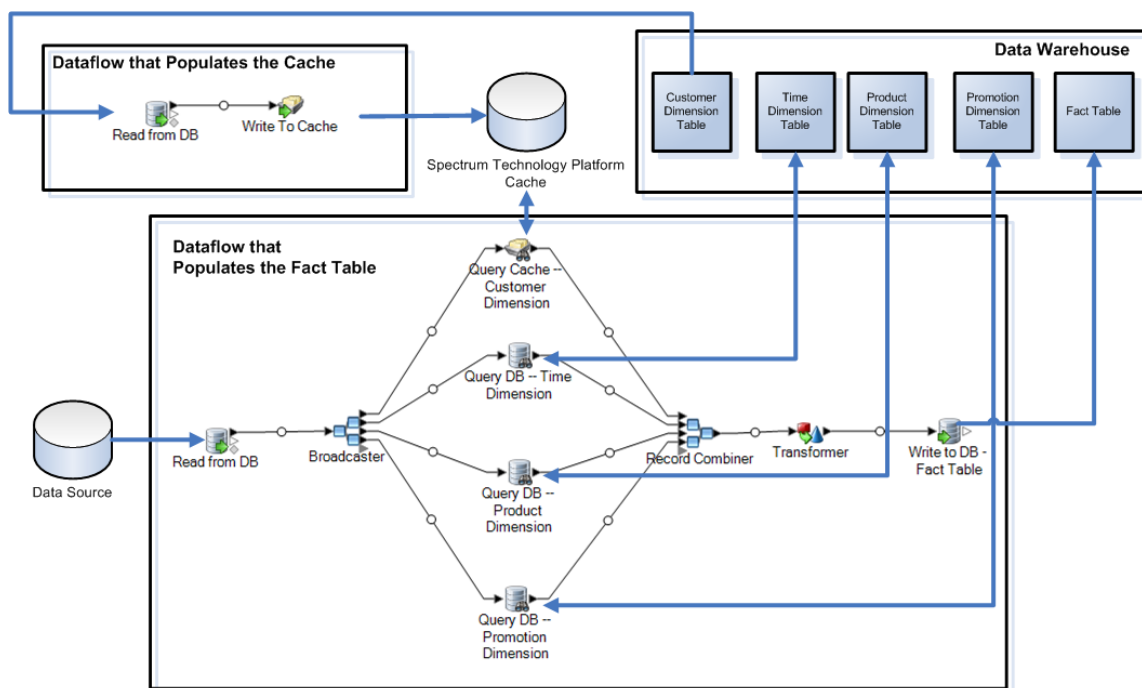 Dataflow that Populates the Cache
Read from DB
Write To Cache
Spectrum Technology Platform
Cache
Data Warehouse
Customer
Dimension
Table
Time
Dimension
Table
Product
Dimension
Table
Promotion
Dimension
Table
Fact Table
Dataflow that
Populates the Fact Table
Query Cache --
Customer
Dimension
Query DB -- Time
Dimension
Data Source
Read from DB
Broadcaster
Query DB --
Product
Dimension
Query DB --
Promotion
Dimension
Record Combiner
Transformer
Write to DB -
Fact Table